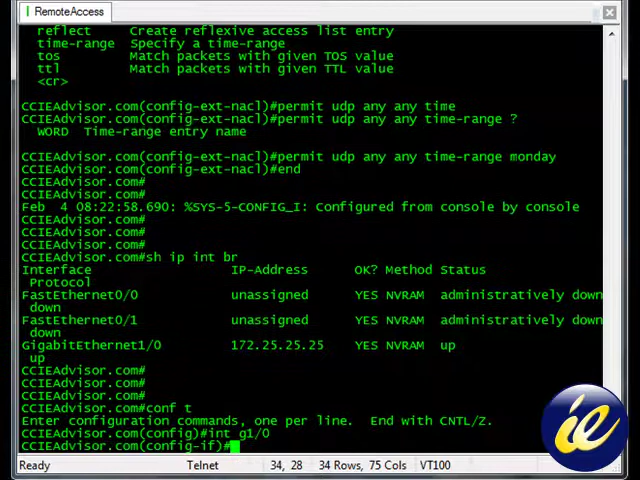 RemoteAccess
reflect Create reflexive access list entry
time-range Specify a time-range
tos Match packets with given TOS value
ttl Match packets with given TTL value
<cr>
CCIEAdvisor.com(config-ext-nacl)#permit udp any any time
CCIEAdvisor.com(config-ext-nacl)#permit udp any any time-range ?
WORD Time-range entry name
CCIEAdvisor.com(config-ext-nacl)#permit udp any any time-range monday
CCIEAdvisor.com(config-ext-nacl)#end
CCIEAdvisor.com#
CCIEAdvisor.com#
Feb 4 08:22:58.690: %SYS-5-CONFIG_I: Configured from console by console
CCIEAdvisor.com#
CCIEAdvisor.com#
CCIEAdvisor.com#
CCIEAdvisor.com#sh ip int br
Interface IP-Address OK? Method Status
Protocol
FastEthernet0/0 unassigned YES NVRAM administratively down
down
FastEthernet0/1 unassigned YES NVRAM administratively down
down
GigabitEthernet1/0 172.25.25.25 YES NVRAM up
up
CCIEAdvisor.com#
CCIEAdvisor.com#
CCIEAdvisor.com#
CCIEAdvisor.com#conf t
Enter configuration commands, one per line. End with CNTL/Z.
CCIEAdvisor.com(config)#int g1/0
CCIEAdvisor.com(config-if)#
ie
Ready Telnet 34, 28 34 Rows, 75 Cols VT100